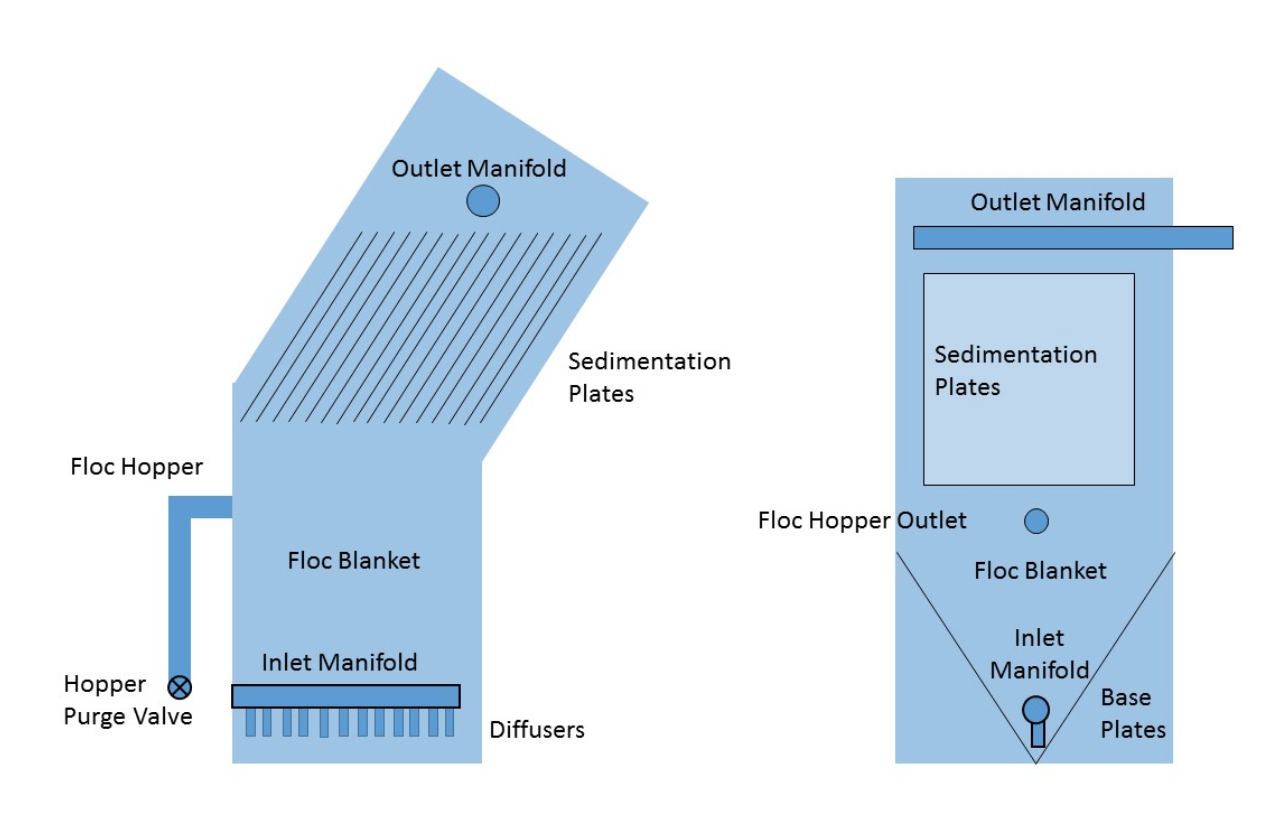 Outlet Manifold
Sedimentation
Plates
Floc Hopper
Floc Blanket
Inlet Manifold
Hopper
Purge Valve
Diffusers
Outlet Manifold
Sedimentation
Plates
Floc Hopper Outlet
Floc Blanket
Inlet
Manifold
Base
Plates